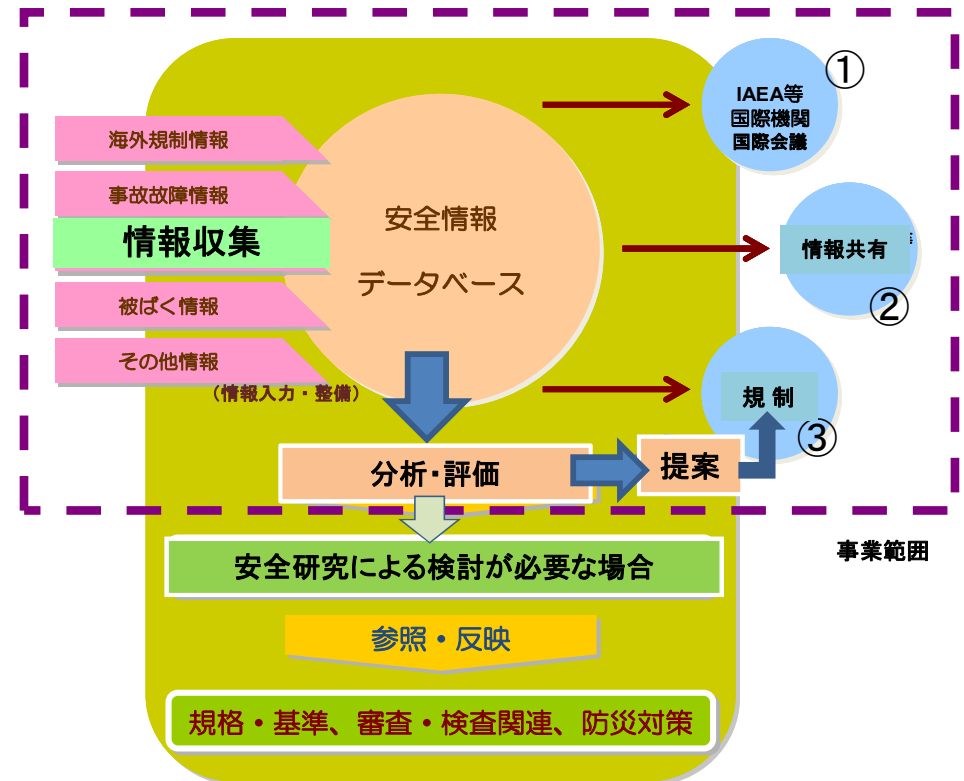 海外規制情報
事故故障情報
情報収集
被ばく情報
その他情報
(情報入力・整備)
安全情報
データベース
①
IAEA等
国際機関
国際会議
情報共有
②
規 制
③
分析・評価
提案
事業範囲
安全研究による検討が必要な場合
参照・反映
規格・基準、審査・検査関連、防災対策